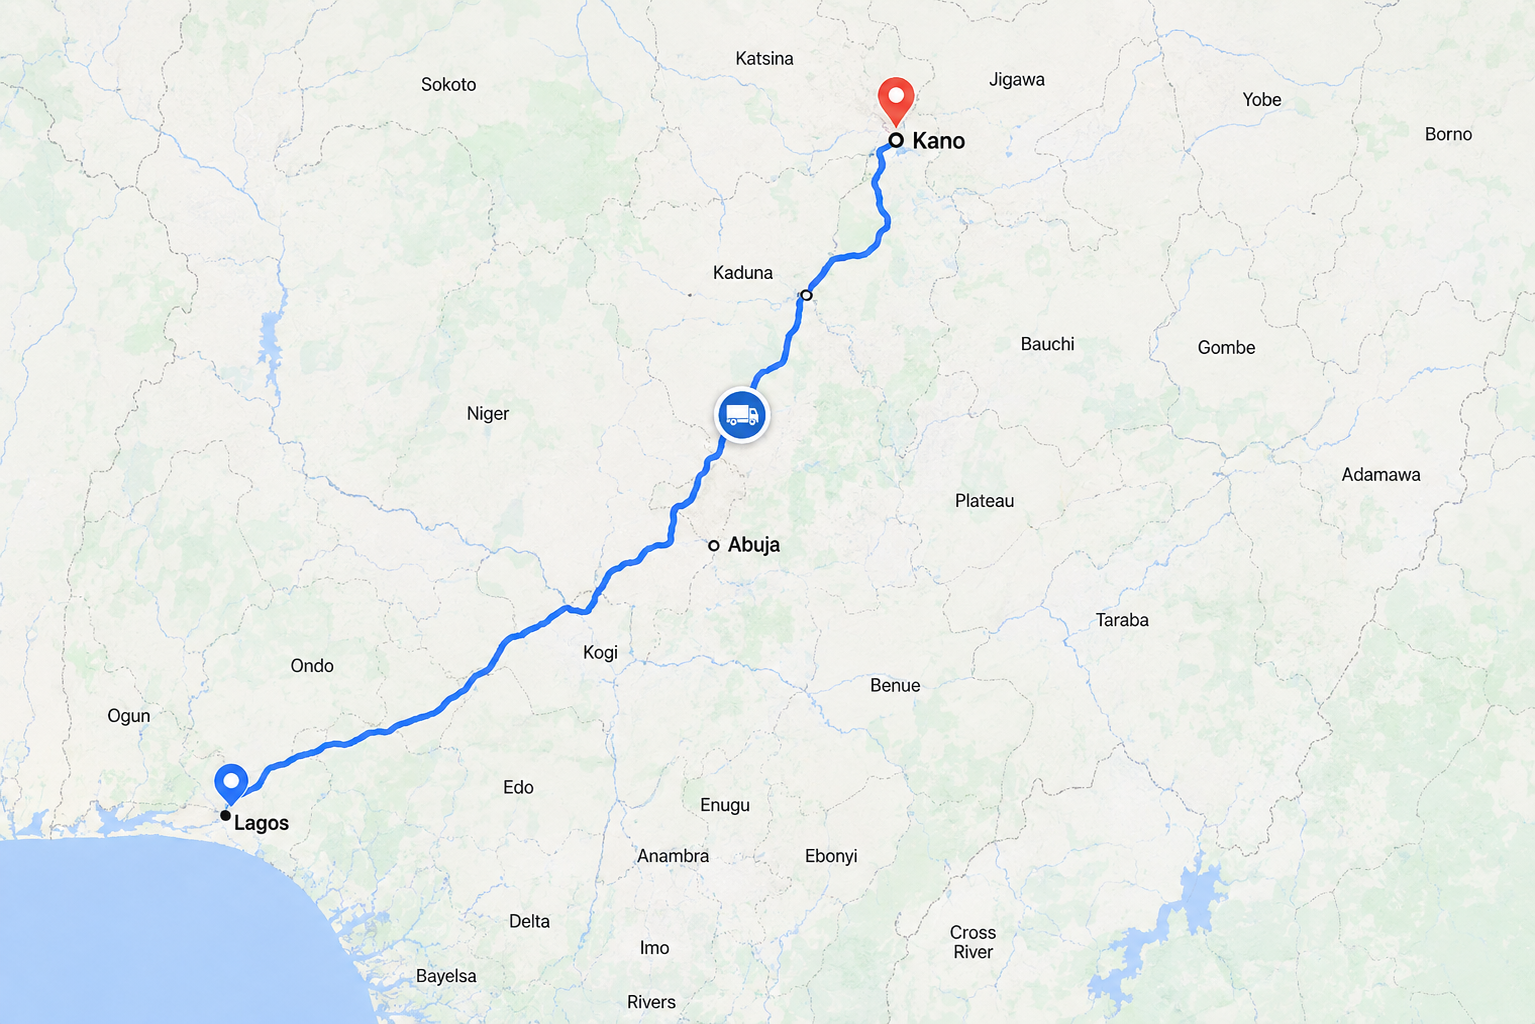 Katsina
Sokoto
Jigawa
Yobe
Borno
Kano
Kaduna
Bauchi
Gombe
Niger
Adamawa
Plateau
Abuja
Taraba
Kogi
Ondo
Benue
Ogun
Edo
Enugu
Lagos
Anambra
Ebonyi
Delta
Cross
River
Imo
Bayelsa
Rivers